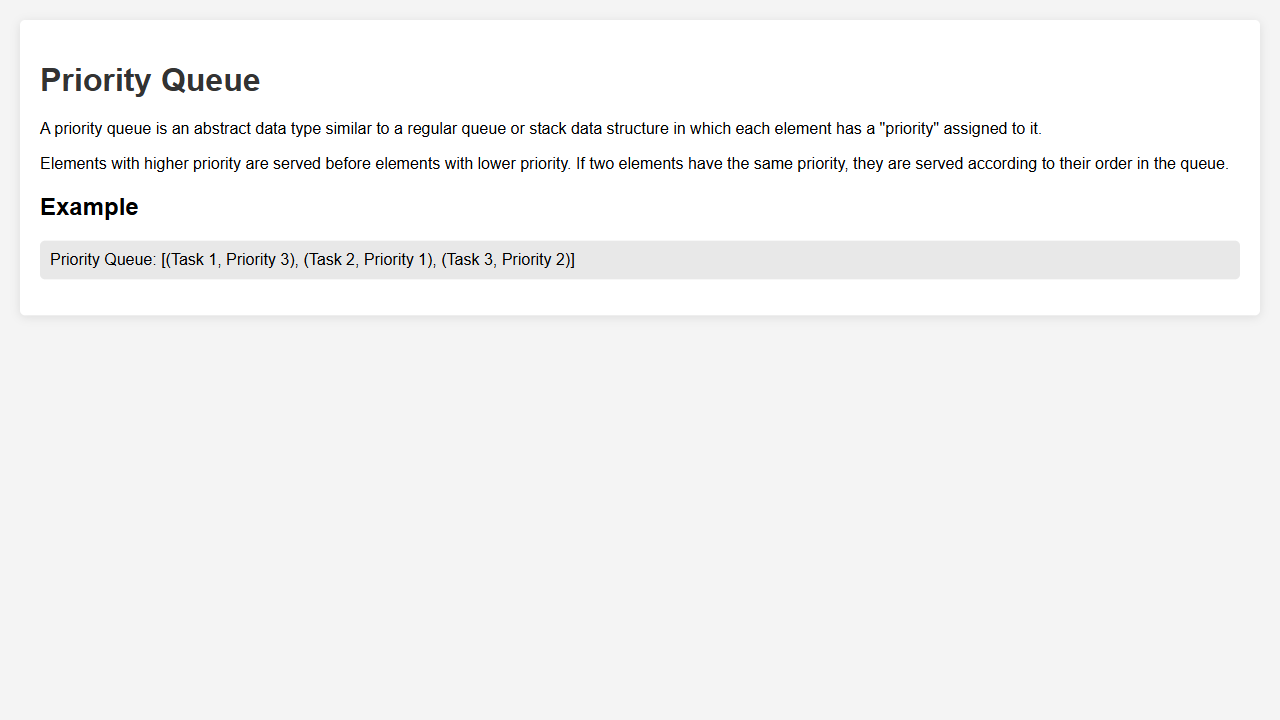 Priority Queue
A priority queue is an abstract data type similar to a regular queue or stack data structure in which each element has a "priority" assigned to it.
Elements with higher priority are served before elements with lower priority. If two elements have the same priority, they are served according to their order in the queue.
Example
Priority Queue: [(Task 1, Priority 3), (Task 2, Priority 1), (Task 3, Priority 2)]